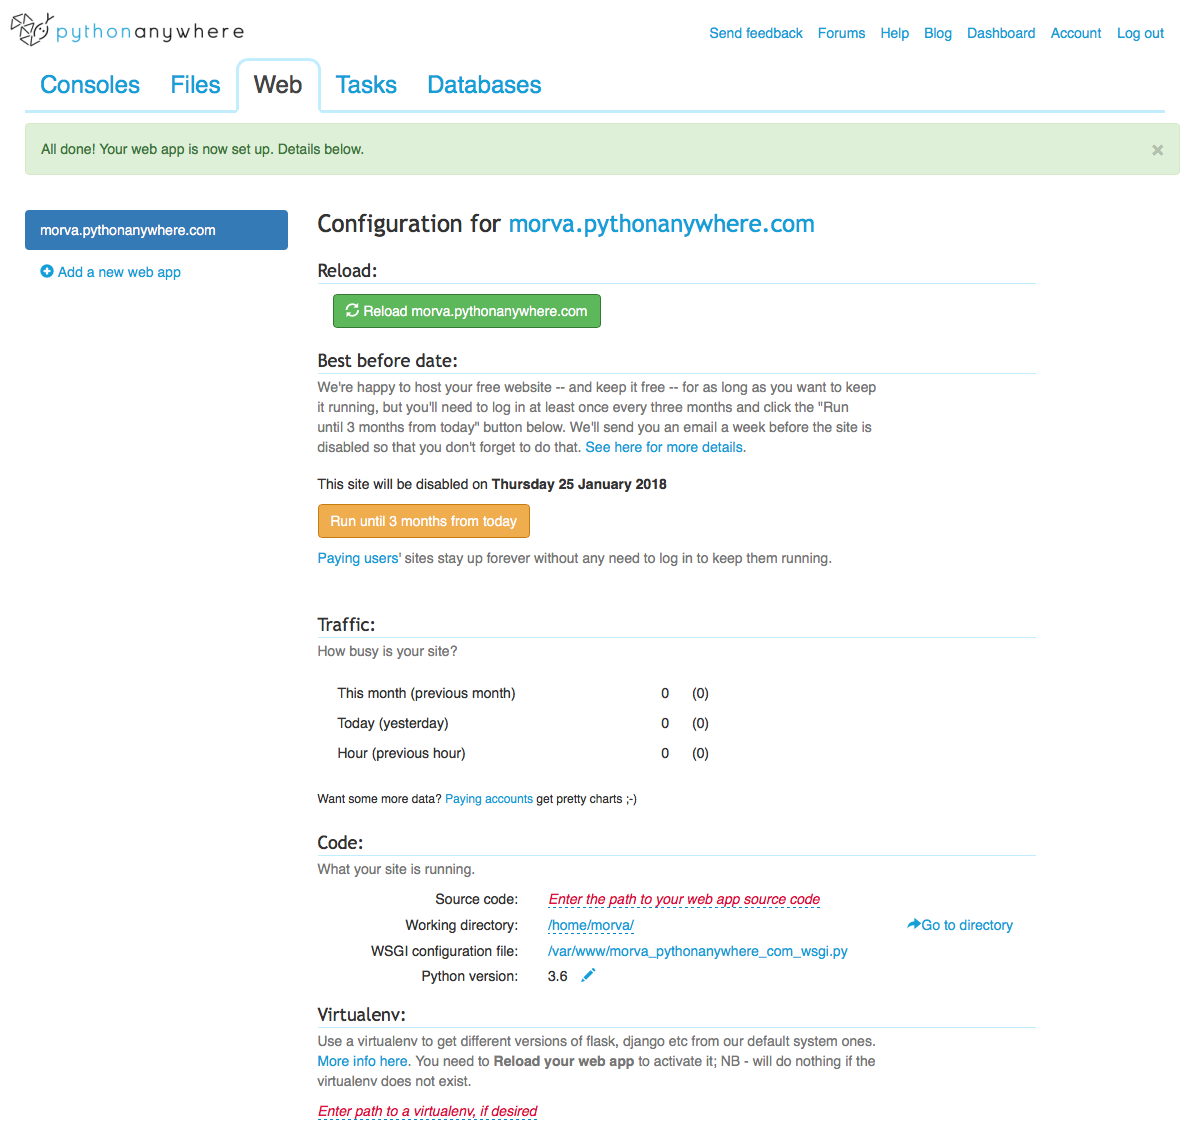 pythonanywhere
Send feedback Forums Help Blog Dashboard Account Log out
Consoles Files Web Tasks Databases
All done! Your web app is now set up. Details below. ×
morva.pythonanywhere.com
Add a new web app
Configuration for morva.pythonanywhere.com
Reload:
Reload morva.pythonanywhere.com
Best before date:
We're happy to host your free website -- and keep it free -- for as long as you want to keep
it running, but you'll need to log in at least once every three months and click the "Run
until 3 months from today" button below. We'll send you an email a week before the site is
disabled so that you don't forget to do that. See here for more details.
This site will be disabled on Thursday 25 January 2018
Run until 3 months from today
Paying users' sites stay up forever without any need to log in to keep them running.
Traffic:
How busy is your site?
This month (previous month) 0 (0)
Today (yesterday) 0 (0)
Hour (previous hour) 0 (0)
Want some more data? Paying accounts get pretty charts ;-)
Code:
What your site is running.
Source code: Enter the path to your web app source code
Working directory: /home/morva/ Go to directory
WSGI configuration file: /var/www/morva_pythonanywhere_com_wsgi.py
Python version: 3.6
Virtualenv:
Use a virtualenv to get different versions of flask, django etc from our default system ones.
More info here. You need to Reload your web app to activate it; NB - will do nothing if the
virtualenv does not exist.
Enter path to a virtualenv, if desired